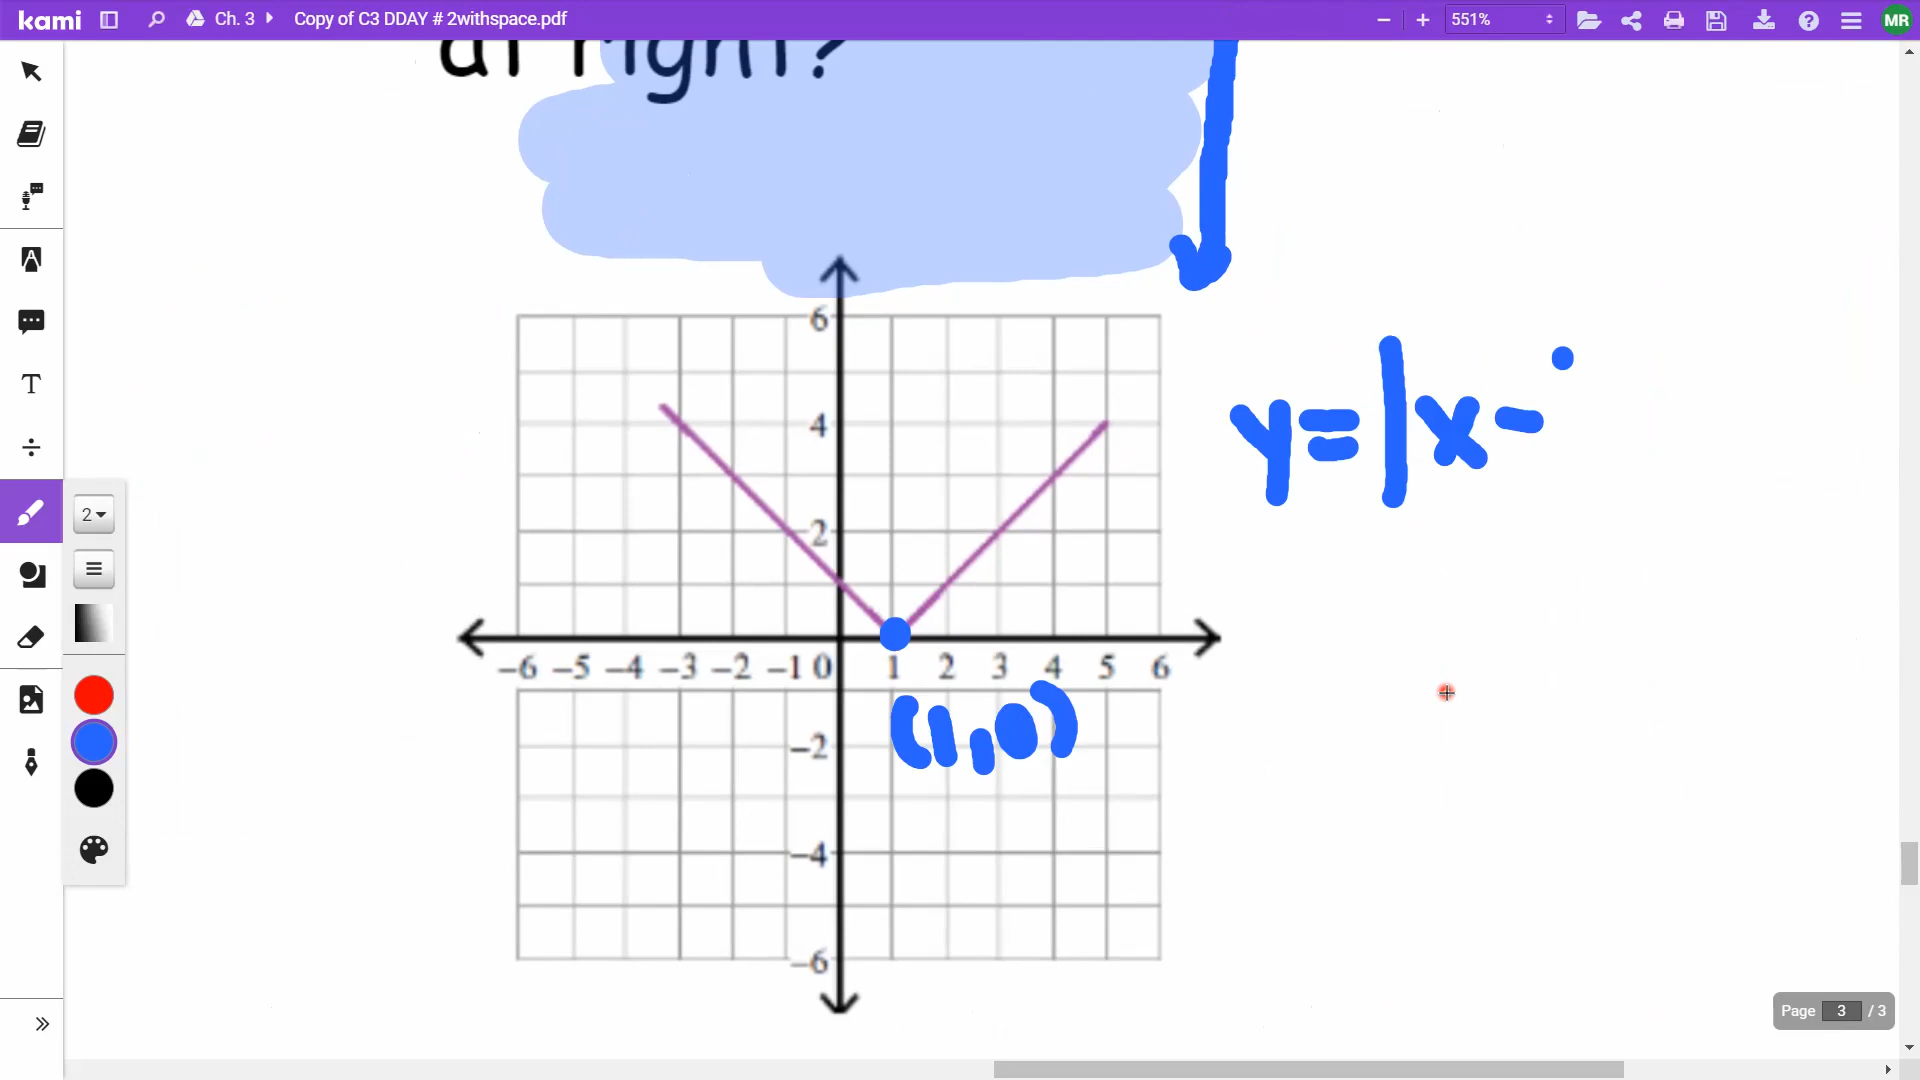 kami Ch. 3 Copy of C3 DDAY # 2withspace.pdf 551% MR
at right?
6
4
2
-6 -5 -4 -3 -2 -1 0 1 2 3 4 5 6
-2
-4
-6
y=|x-
(1,0)
T
2
Page 3 / 3